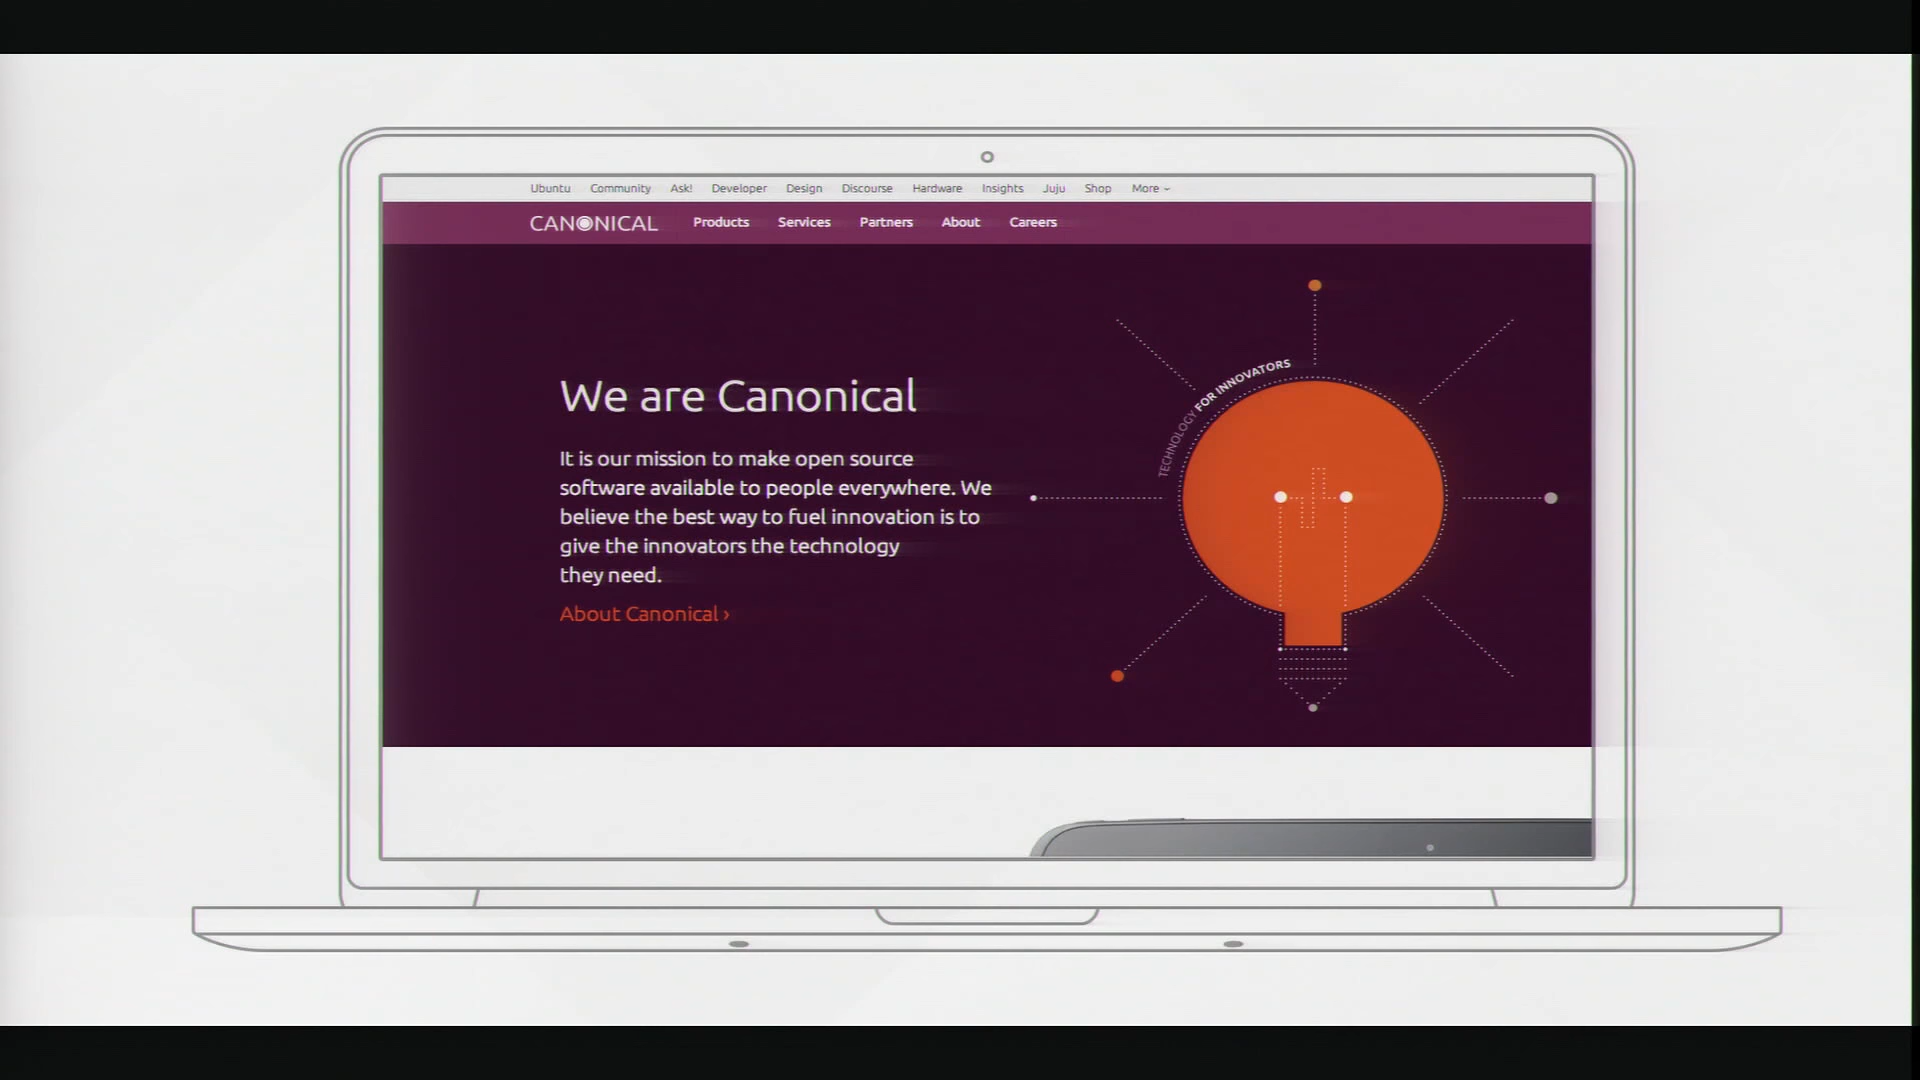 Ubuntu Community Ask! Developer Design Discourse Hardware Insights Juju Shop More
CANONICAL Products Services Partners About Careers
We are Canonical
It is our mission to make open source
software available to people everywhere. We
believe the best way to fuel innovation is to
give the innovators the technology
they need.
About Canonical ›
TECHNOLOGY FOR INNOVATORS